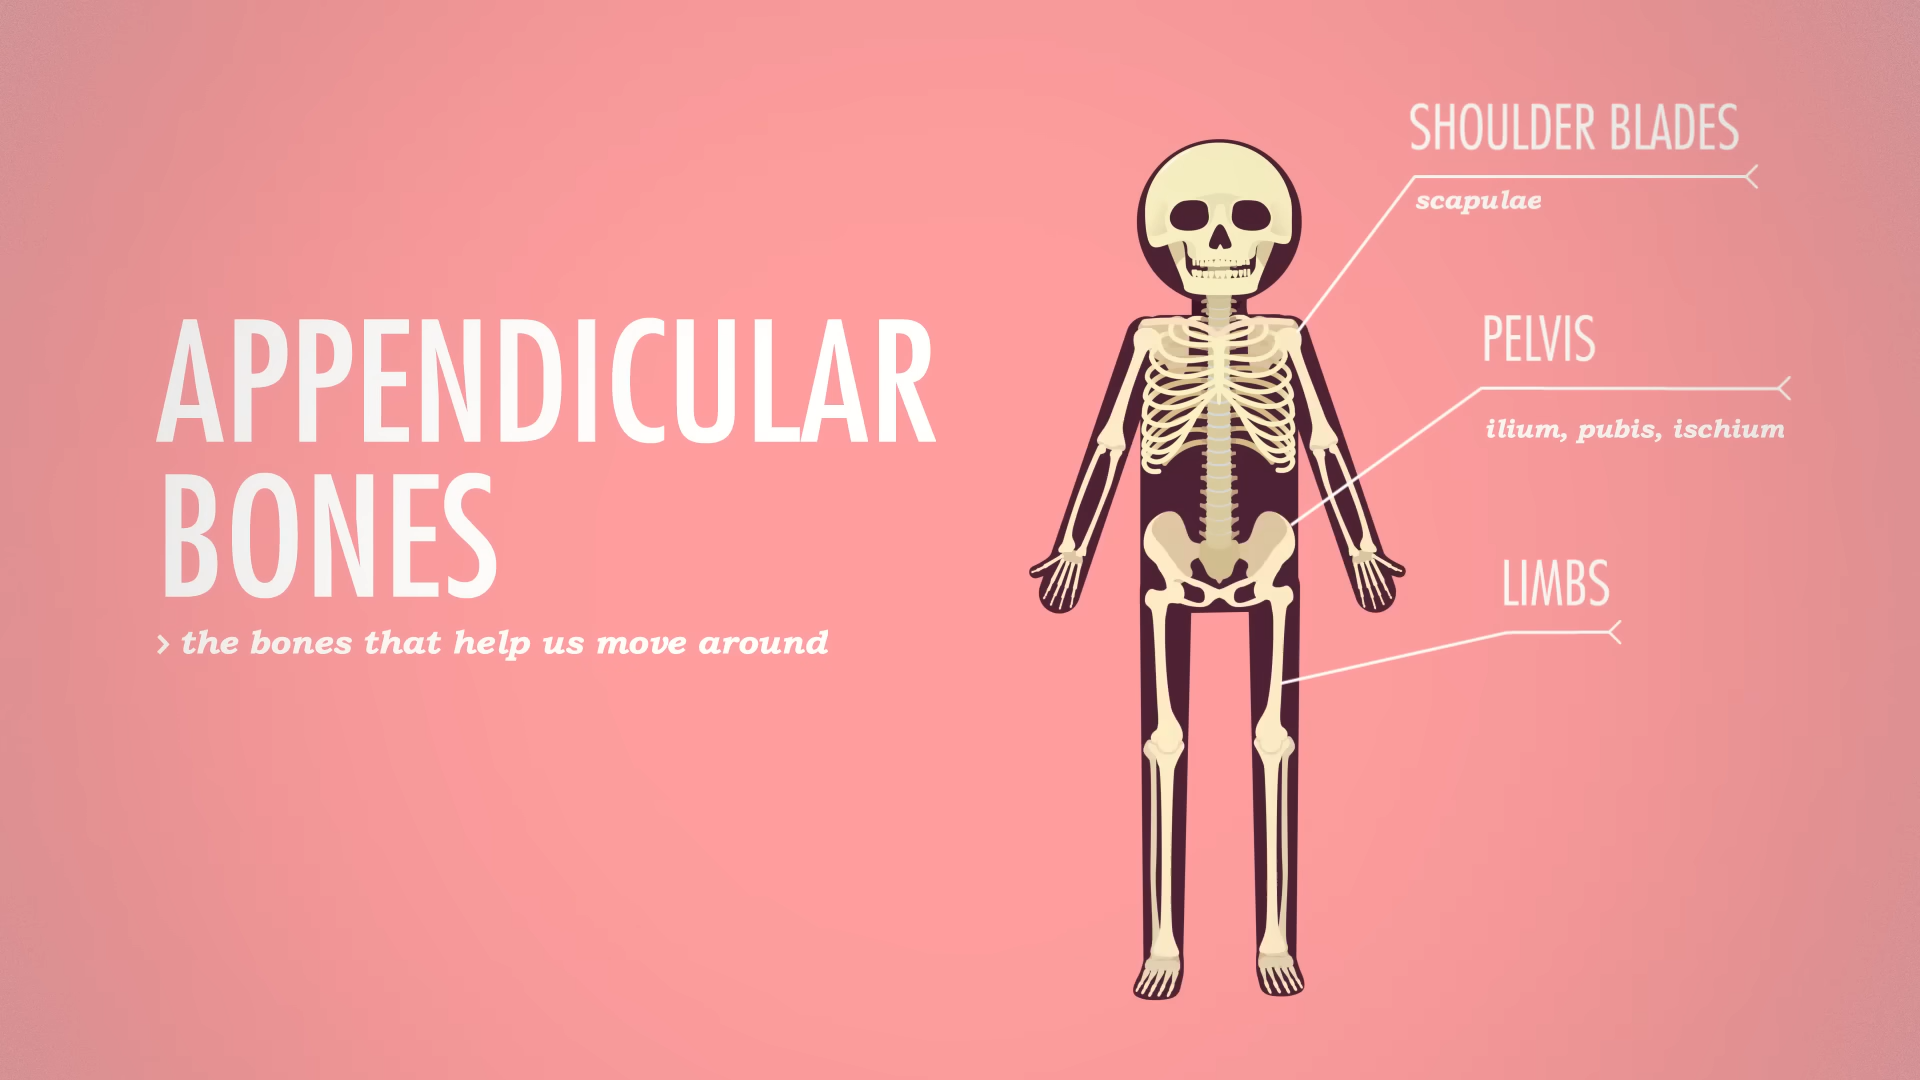 APPENDICULAR
BONES
> the bones that help us move around
SHOULDER BLADES
scapulae
PELVIS
ilium, pubis, ischium
LIMBS